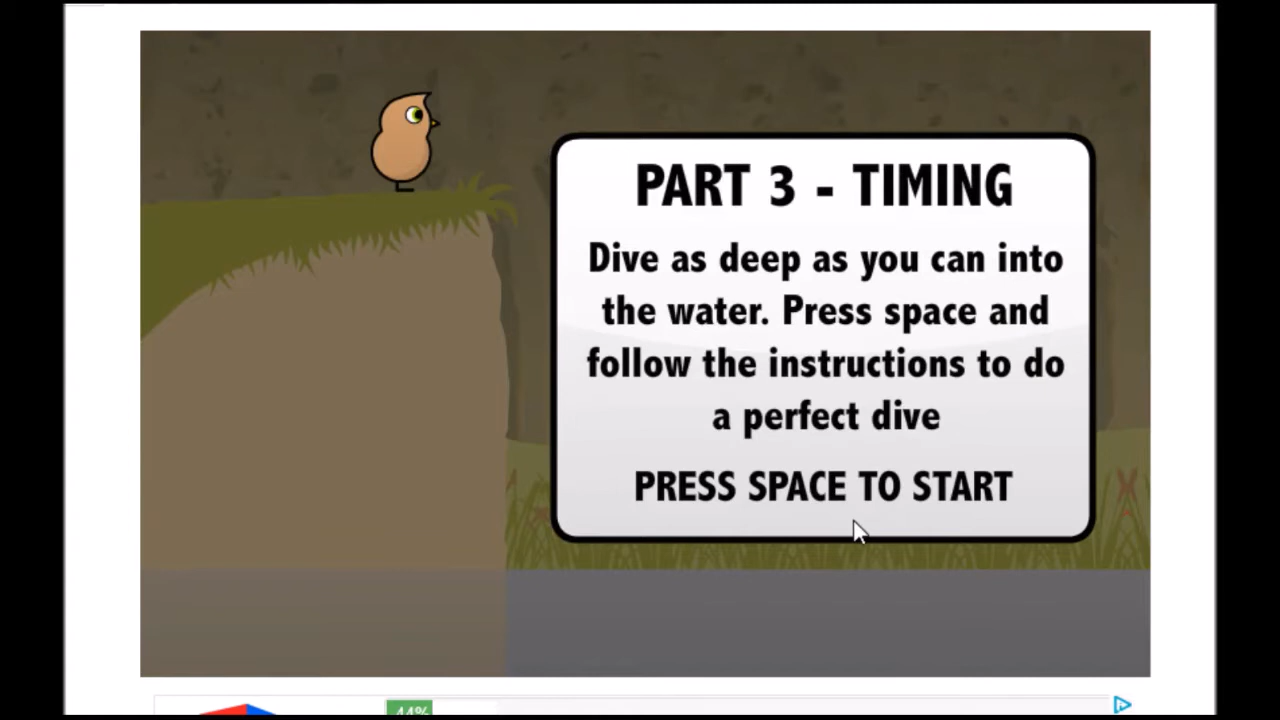 PART 3 - TIMING
Dive as deep as you can into
the water. Press space and
follow the instructions to do
a perfect dive
PRESS SPACE TO START
44%